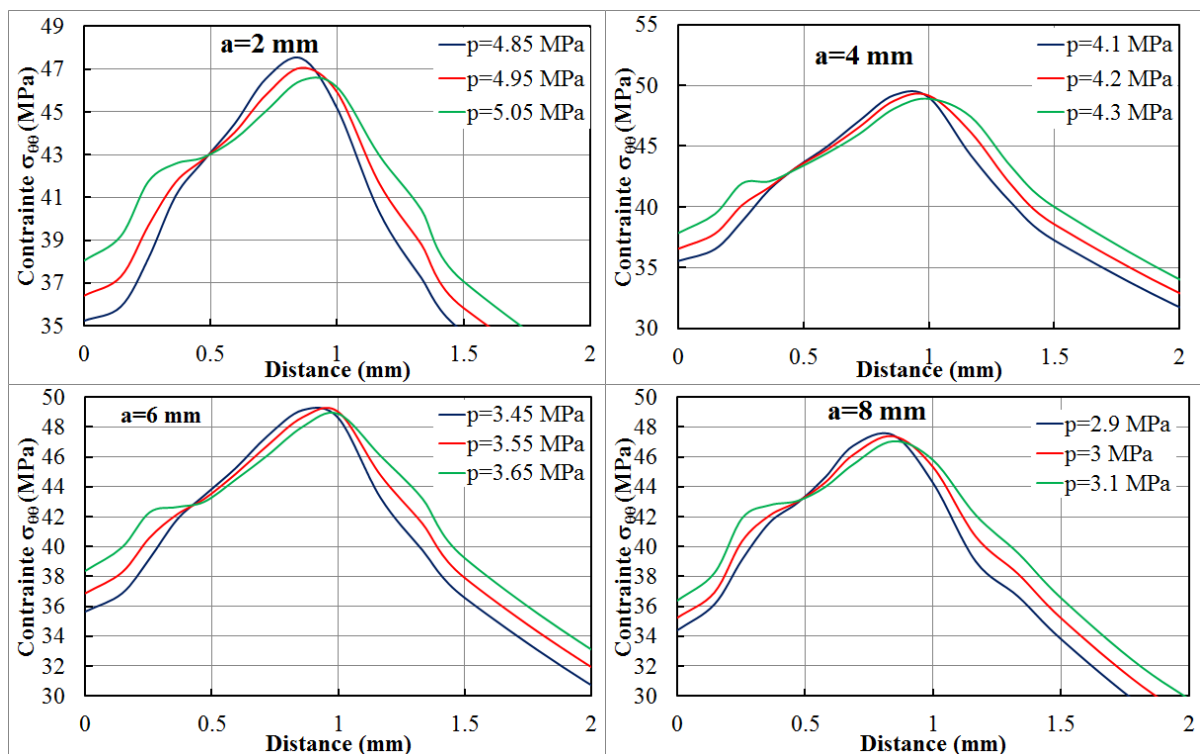 Contrainte σθθ (MPa)
49
47
45
43
41
39
37
35
a=2 mm
p=4.85 MPa
p=4.95 MPa
p=5.05 MPa
0
0.5
1
1.5
2
Distance (mm)
Contrainte σθθ (MPa)
55
50
45
40
35
30
a=4 mm
p=4.1 MPa
p=4.2 MPa
p=4.3 MPa
0
0.5
1
1.5
2
Distance (mm)
Contrainte σθθ (MPa)
50
48
46
44
42
40
38
36
34
32
30
a=6 mm
p=3.45 MPa
p=3.55 MPa
p=3.65 MPa
0
0.5
1
1.5
2
Distance (mm)
Contrainte σθθ (MPa)
50
48
46
44
42
40
38
36
34
32
30
a=8 mm
p=2.9 MPa
p=3 MPa
p=3.1 MPa
0
0.5
1
1.5
2
Distance (mm)